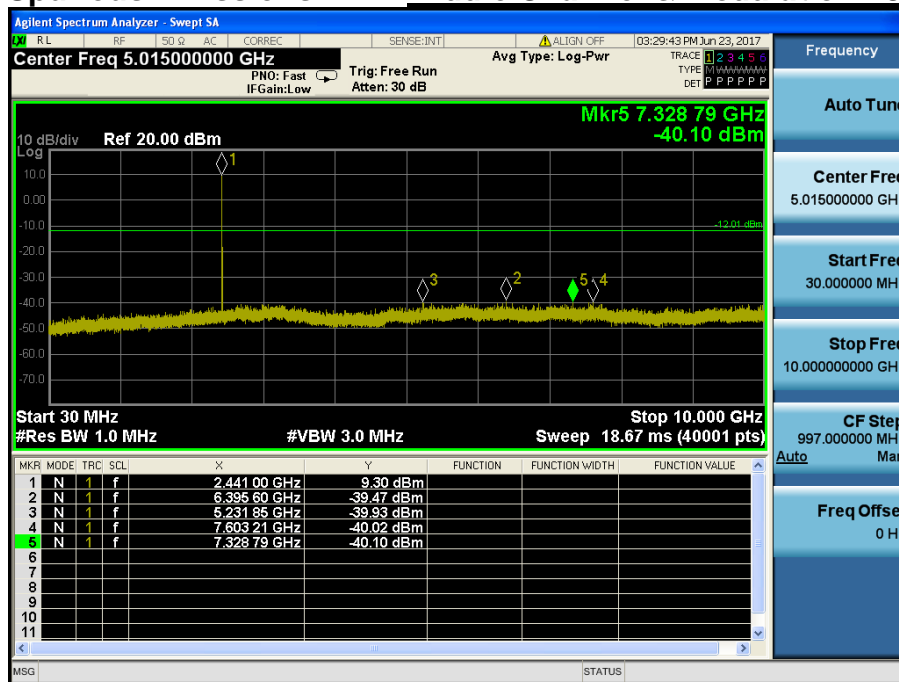 Agilent Spectrum Analyzer - Swept SA
LXI RL RF 50 Ω AC CORREC SENSE:INT ALIGN OFF 03:29:43 PM Jun 23, 2017
Center Freq 5.015000000 GHz
PNO: Fast
IFGain:Low
Trig: Free Run
Atten: 30 dB
Avg Type: Log-Pwr
TRACE 1 2 3 4 5 6
TYPE M WWWWW
DET P P P P P P
Mkr5 7.328 79 GHz
-40.10 dBm
10 dB/div Ref 20.00 dBm
Log
10.0
0.00
-10.0
-20.0
-30.0
-40.0
-50.0
-60.0
-70.0
-12.01 dBm
1
3
2
5
4
Start 30 MHz
Stop 10.000 GHz
#Res BW 1.0 MHz #VBW 3.0 MHz Sweep 18.67 ms (40001 pts)
MKR MODE TRC SCL X Y FUNCTION FUNCTION WIDTH FUNCTION VALUE
1 N 1 f 2.441 00 GHz 9.30 dBm
2 N 1 f 6.395 60 GHz -39.47 dBm
3 N 1 f 5.231 85 GHz -39.93 dBm
4 N 1 f 7.603 21 GHz -40.02 dBm
5 N 1 f 7.328 79 GHz -40.10 dBm
6
7
8
9
10
11
MSG STATUS
Frequency
Auto Tun
Center Fre
5.015000000 GH
Start Fre
30.000000 MH
Stop Fre
10.000000000 GH
CF Ste
997.000000 MH
Auto Ma
Freq Offse
0 H